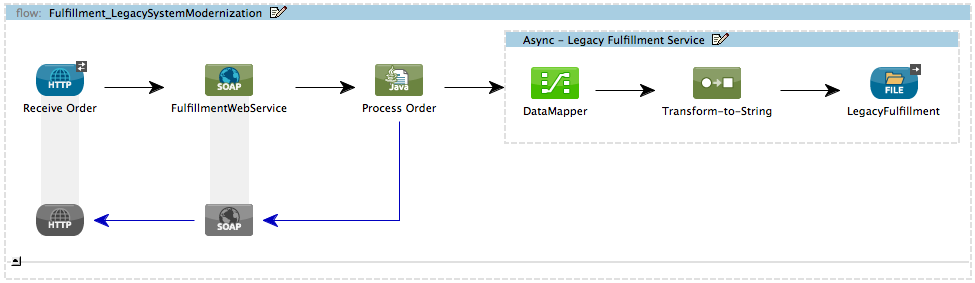 flow: Fulfillment_LegacySystemModernization
Async - Legacy Fulfillment Service
HTTP
SOAP
Java
FILE
Receive Order
FulfillmentWebService
Process Order
DataMapper
Transform-to-String
LegacyFulfillment
HTTP
SOAP